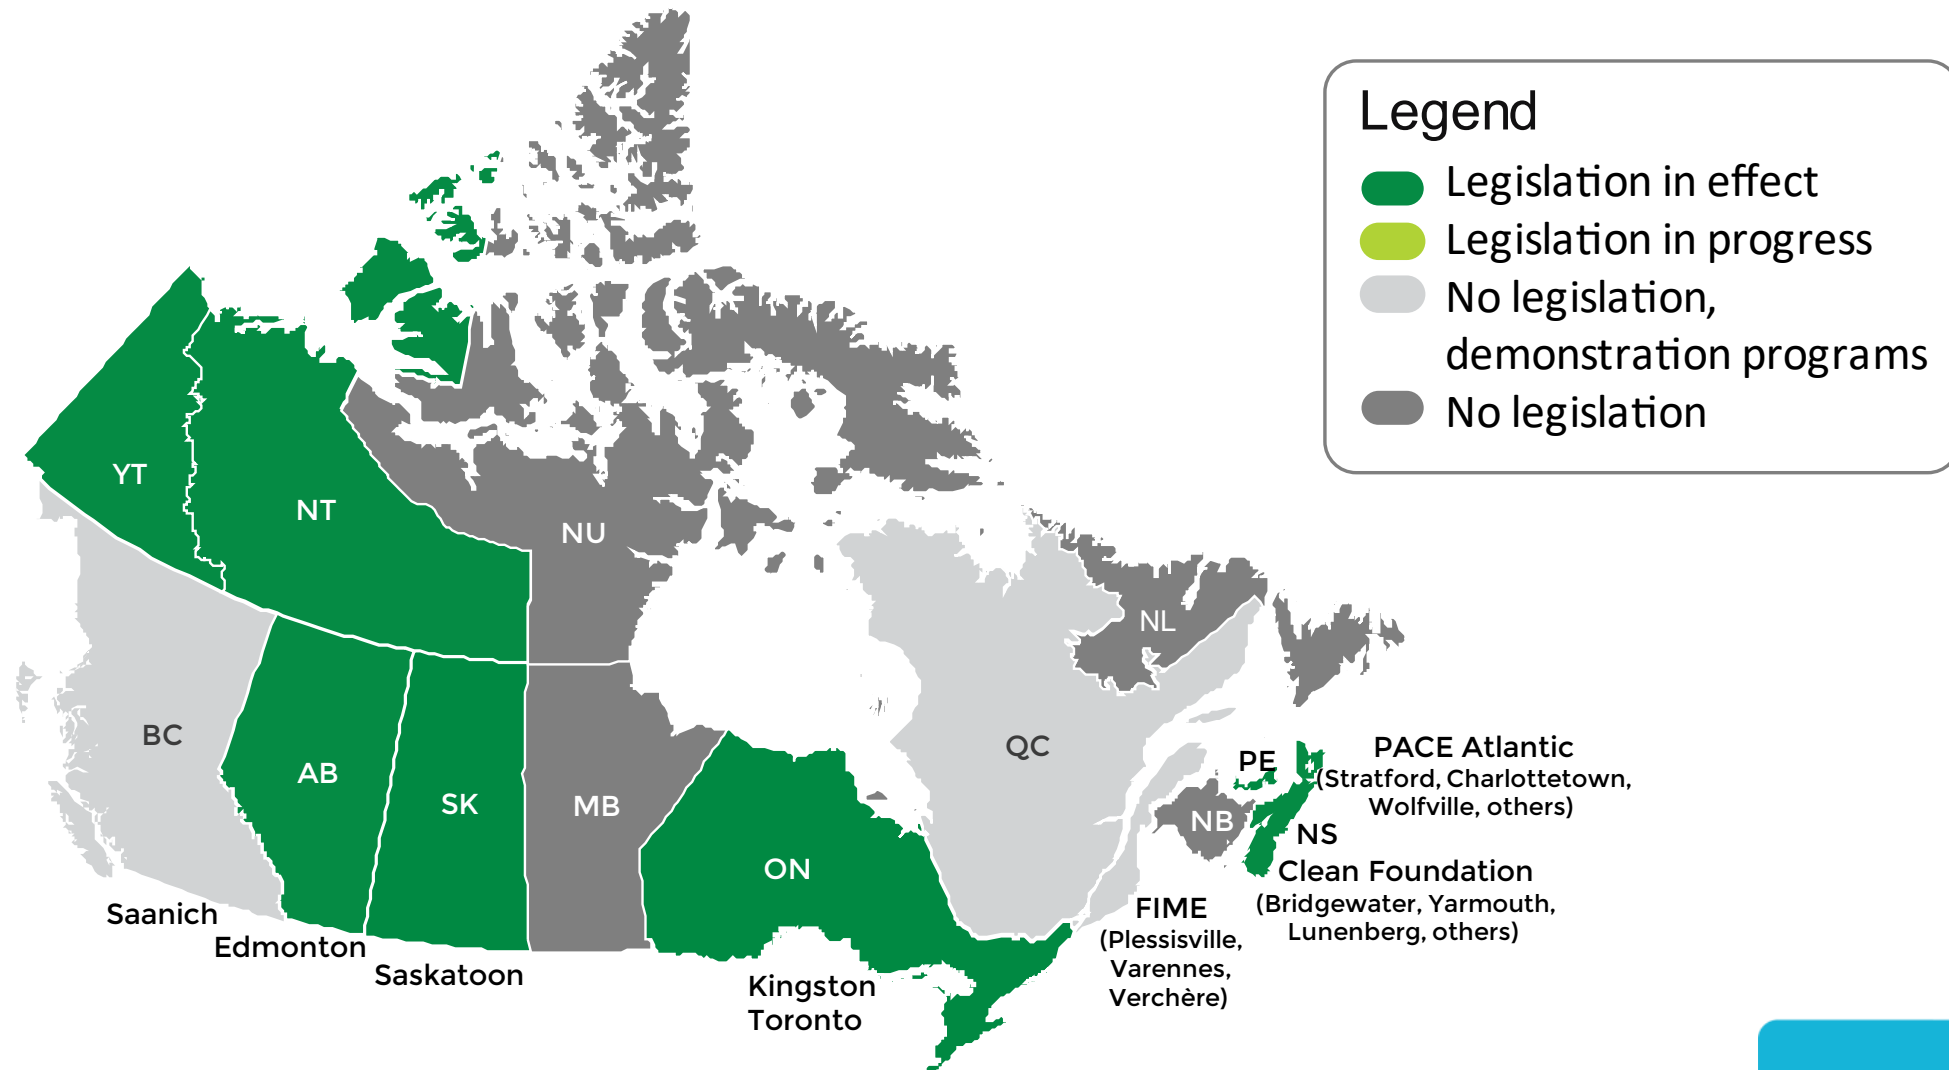 Legend
Legislation in effect
Legislation in progress
No legislation,
demonstration programs
No legislation
YT
NT
NU
NL
BC
AB
SK
MB
ON
QC
PE
NB
NS
PACE Atlantic
(Stratford, Charlottetown,
Wolfville, others)
Clean Foundation
(Bridgewater, Yarmouth,
Lunenberg, others)
FIME
(Plessisville,
Varennes,
Verchère)
Saanich
Edmonton
Saskatoon
Kingston
Toronto